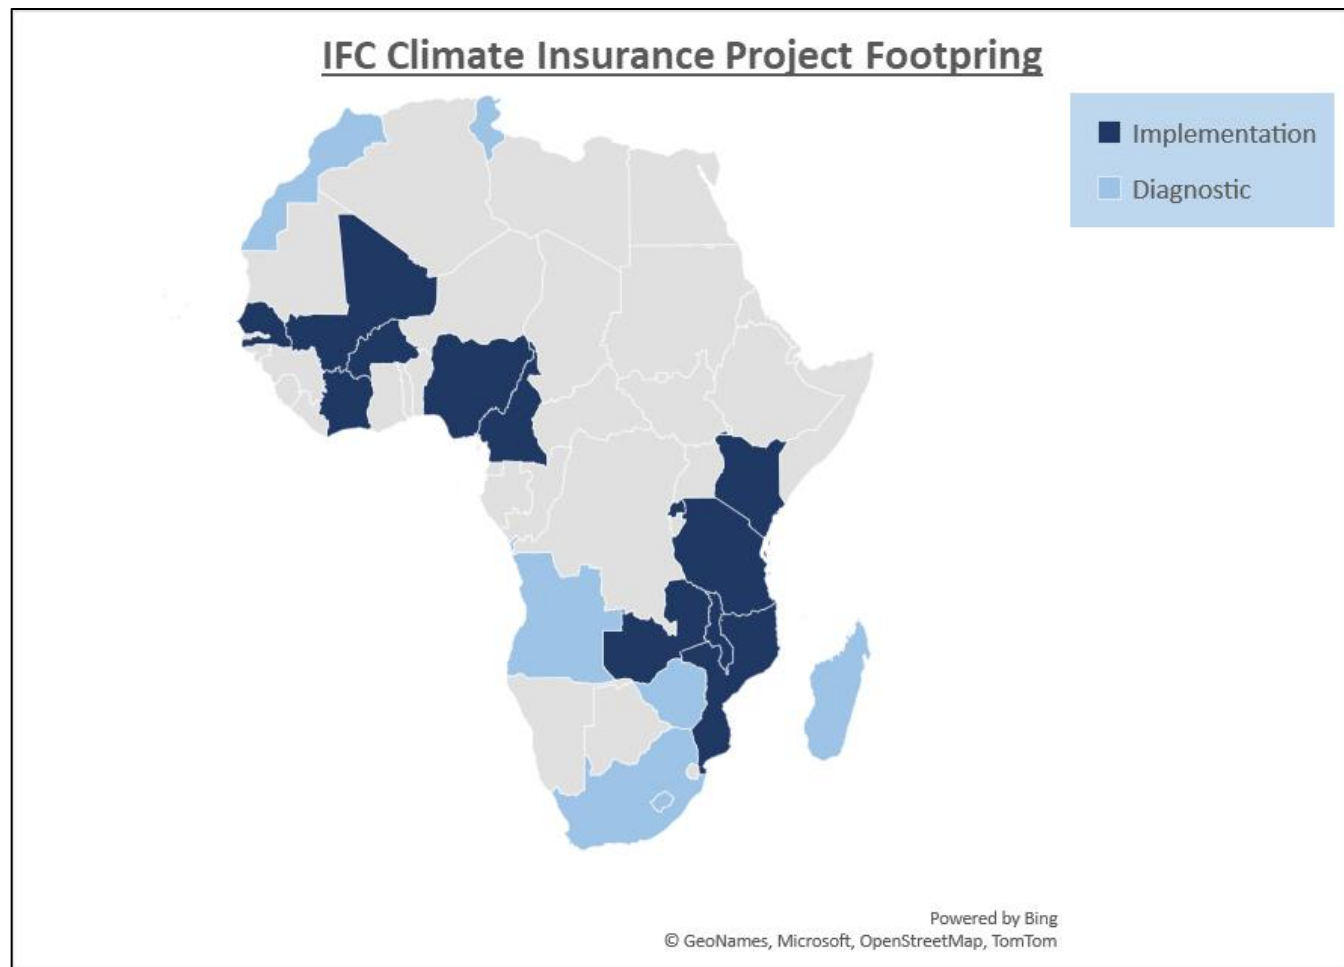 IFC Climate Insurance Project Footpring
Implementation
Diagnostic
Powered by Bing
© GeoNames, Microsoft, OpenStreetMap, TomTom